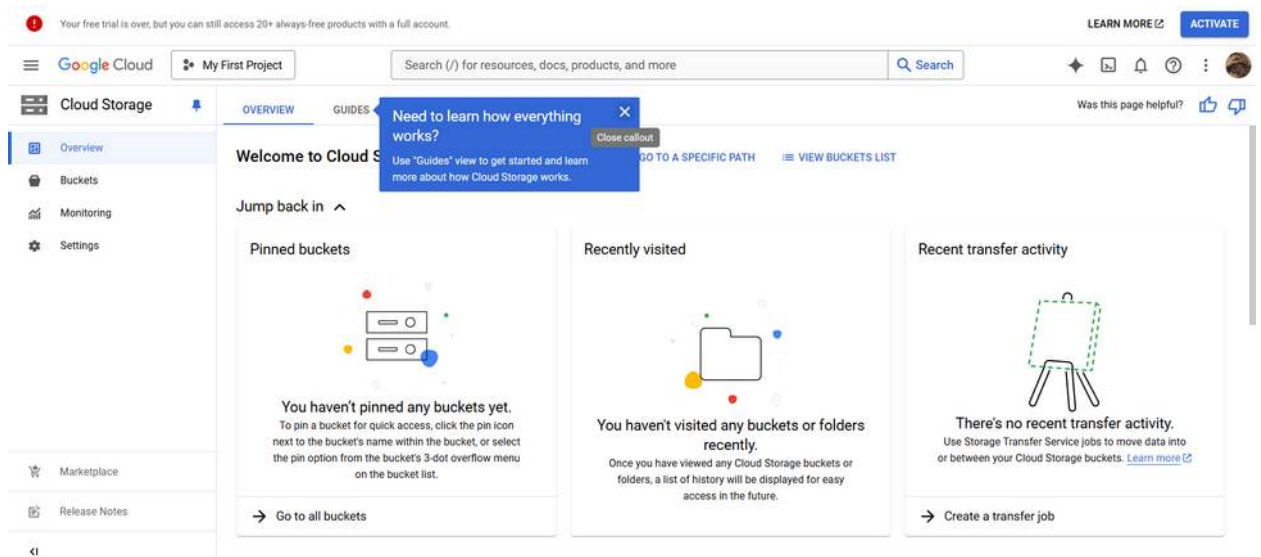 Your free trial is over, but you can still access 20+ always-free products with a full account.
LEARN MORE
ACTIVATE
Google Cloud
My First Project
Search (/) for resources, docs, products, and more
Search
Cloud Storage
OVERVIEW
GUIDES
Was this page helpful?
Need to learn how everything
works?
Close callout
Use "Guides" view to get started and learn
more about how Cloud Storage works.
Overview
Buckets
Monitoring
Settings
Marketplace
Release Notes
Welcome to Cloud S
GO TO A SPECIFIC PATH
VIEW BUCKETS LIST
Jump back in
Pinned buckets
You haven't pinned any buckets yet.
To pin a bucket for quick access, click the pin icon
next to the bucket's name within the bucket, or select
the pin option from the bucket's 3-dot overflow menu
on the bucket list.
Go to all buckets
Recently visited
You haven't visited any buckets or folders
recently.
Once you have viewed any Cloud Storage buckets or
folders, a list of history will be displayed for easy
access in the future.
Recent transfer activity
There's no recent transfer activity.
Use Storage Transfer Service jobs to move data into
or between your Cloud Storage buckets. Learn more
Create a transfer job